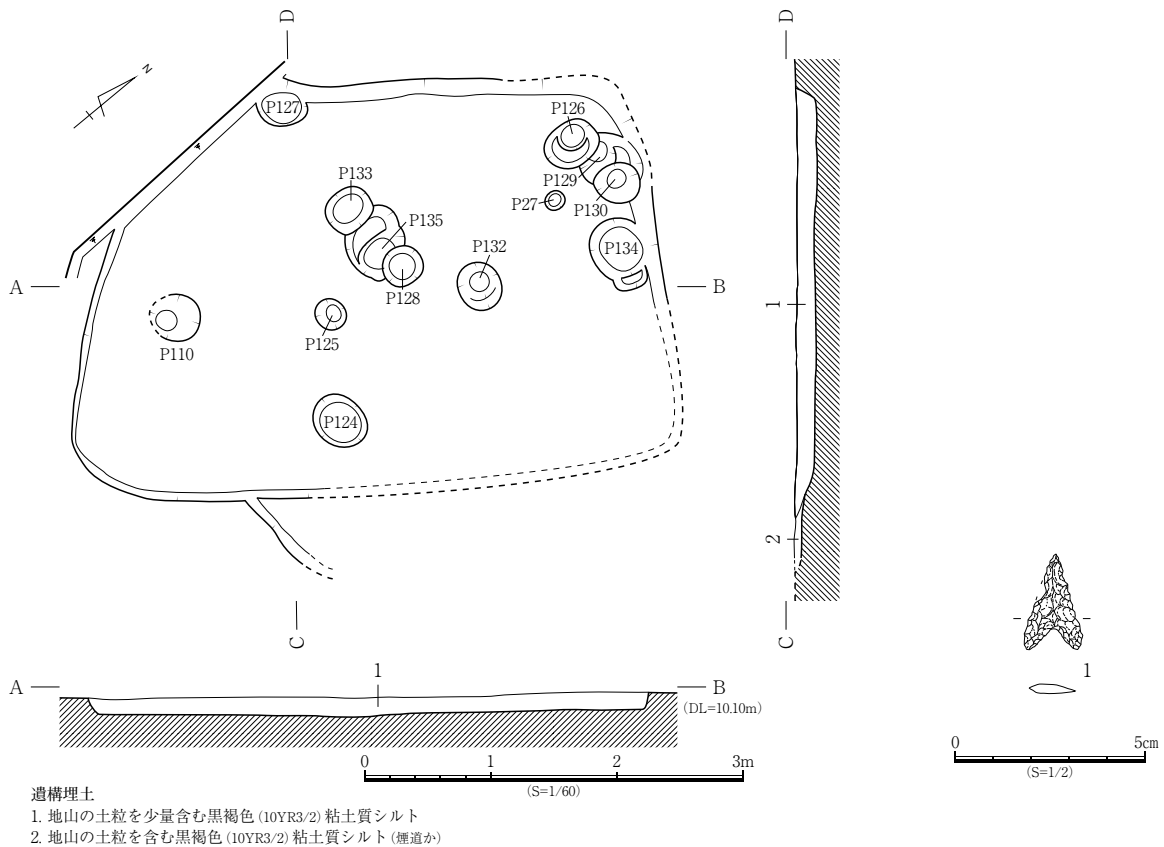 D
D
N
P127
P126
P133
P129
P27
P130
P135
P132
P134
A
B
P128
1
P125
P110
P124
2
C
C
1
A
1
B
(DL=10.10m)
0 1 2 3m
(S=1/60)
0 5cm
(S=1/2)
遺構埋土
1. 地山の土粒を少量含む黒褐色(10YR3/2)粘土質シルト
2. 地山の土粒を含む黒褐色(10YR3/2)粘土質シルト(煙道か)